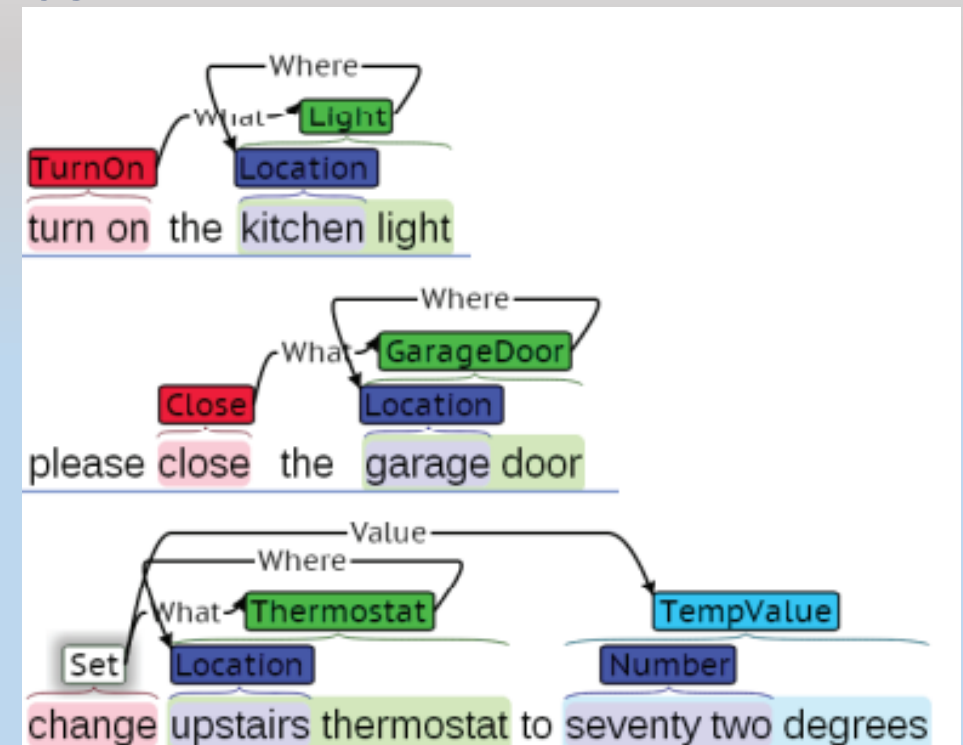 Where
What Light
TurnOn Location
turn on the kitchen light
Where
What GarageDoor
Close Location
please close the garage door
Value
Where
What Thermostat TempValue
Set Location Number
change upstairs thermostat to seventy two degrees